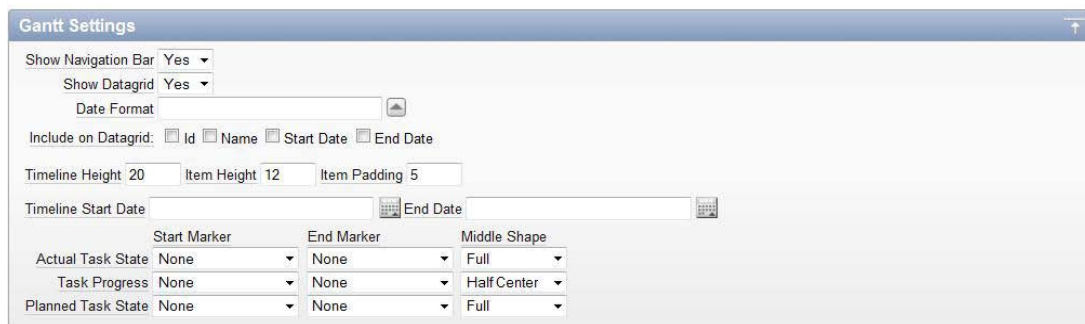 Gantt Settings
Show Navigation Bar Yes
Show Datagrid Yes
Date Format
Include on Datagrid: Id Name Start Date End Date
Timeline Height 20 Item Height 12 Item Padding 5
Timeline Start Date End Date
Start Marker End Marker Middle Shape
Actual Task State None None Full
Task Progress None None Half Center
Planned Task State None None Full